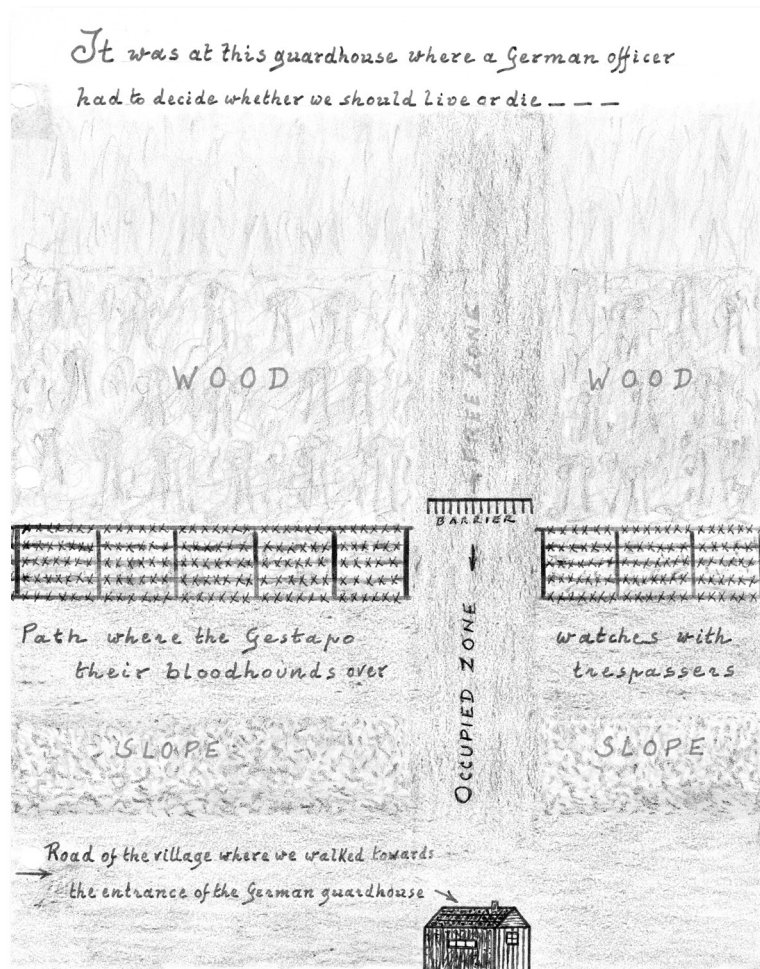 It was at this guardhouse where a German officer
had to decide whether we should live or die _ _ _
WOOD
WOOD
FREE ZONE
BARRIER
Path where the Gestapo watches with
their bloodhounds over trespassers
OCCUPIED ZONE
SLOPE
SLOPE
Road of the village where we walked towards
the entrance of the German guardhouse